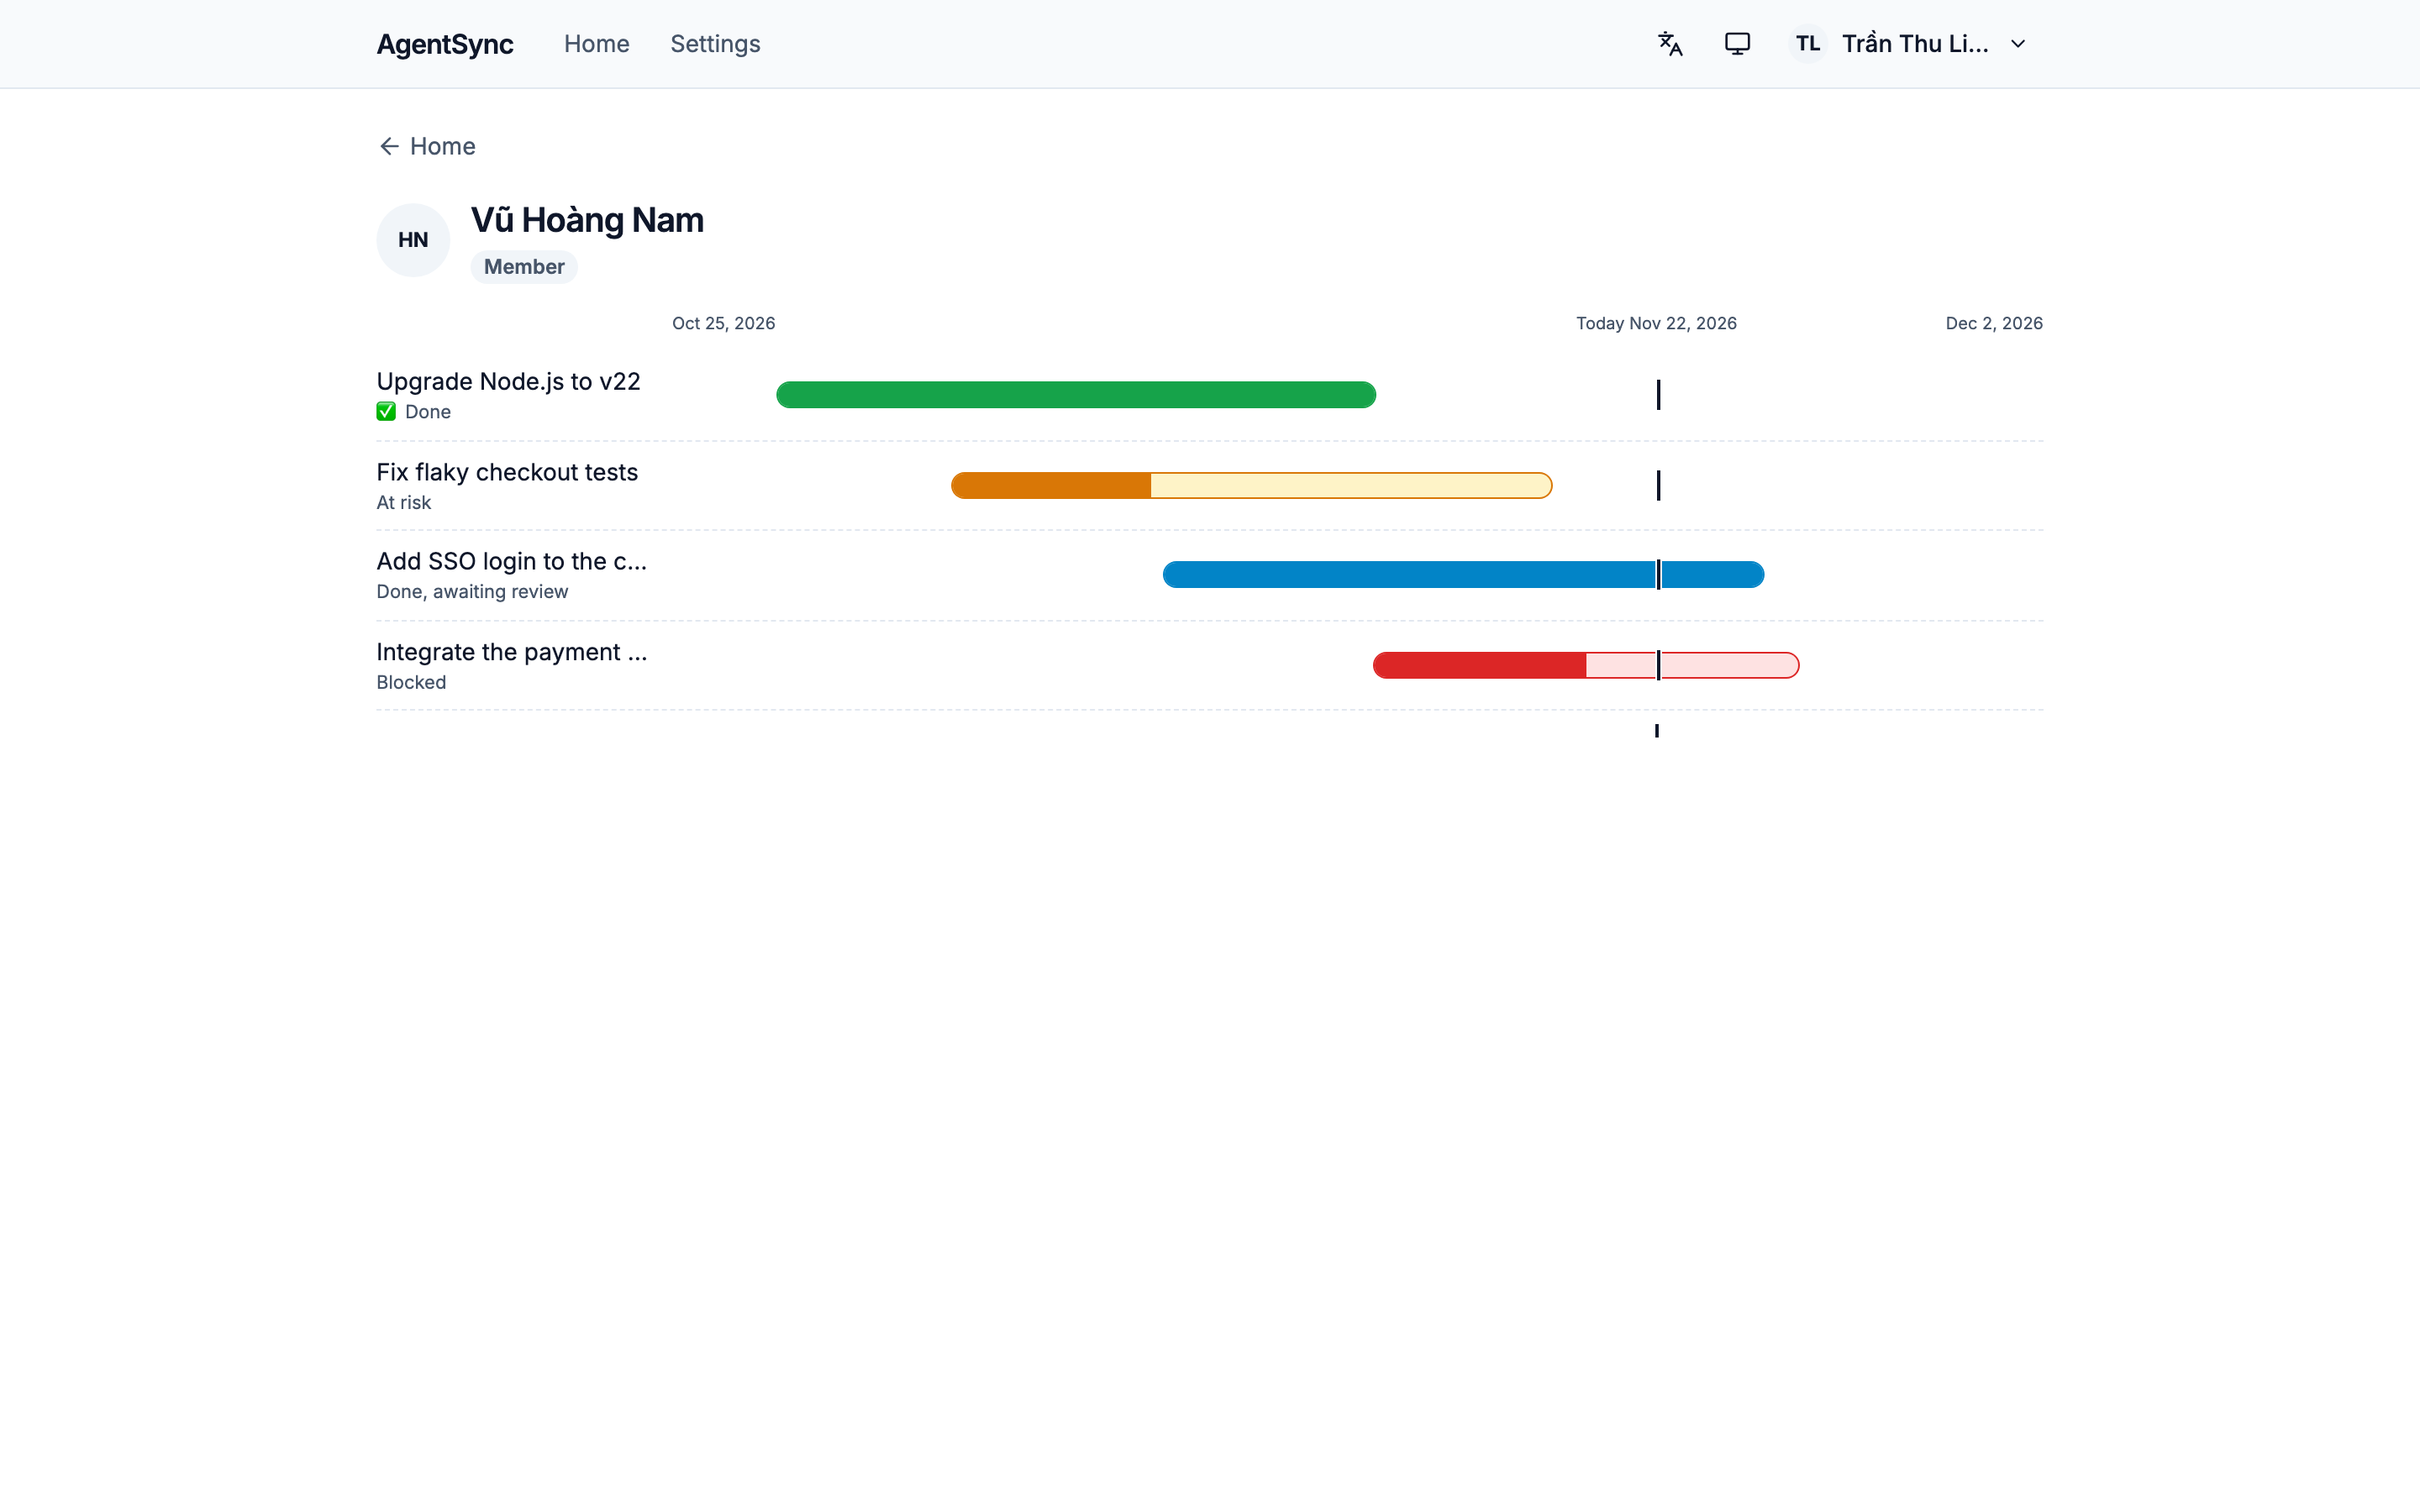 AgentSync Home Settings TL Trần Thu Li...
Home
HN
Vũ Hoàng Nam
Member
Oct 25, 2026 Today Nov 22, 2026 Dec 2, 2026
Upgrade Node.js to v22
✅ Done
Fix flaky checkout tests
At risk
Add SSO login to the c...
Done, awaiting review
Integrate the payment ...
Blocked